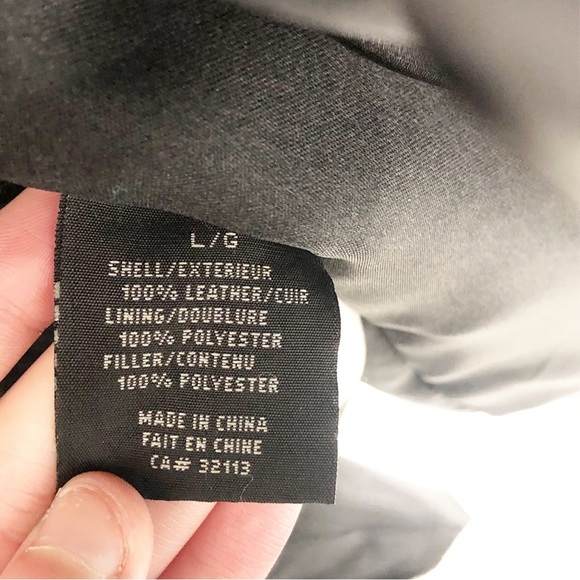 L/G
SHELL/EXTERIEUR
100% LEATHER/CUIR
LINING/DOUBLURE
100% POLYESTER
FILLER/CONTENU
100% POLYESTER
MADE IN CHINA
FAIT EN CHINE
CA# 32113